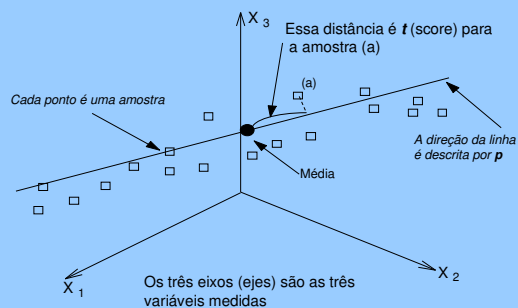 X 3
Essa distância é t (score) para
a amostra (a)
(a)
Cada ponto é uma amostra
A direção da linha
é descrita por p
Média
X 1
X 2
Os três eixos (ejes) são as três
variáveis medidas